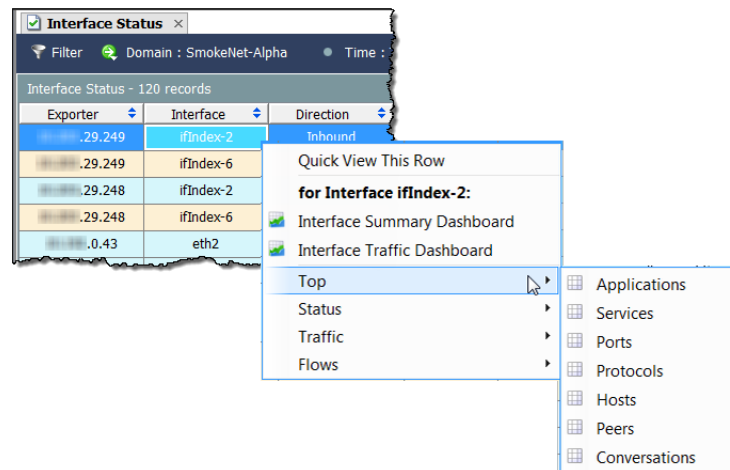 Interface Status ×
Filter Domain : SmokeNet-Alpha Time :
Interface Status - 120 records
Exporter Interface Direction
.29.249 ifIndex-2 Inbound
.29.249 ifIndex-6
.29.248 ifIndex-2
.29.248 ifIndex-6
.0.43 eth2
Quick View This Row
for Interface ifIndex-2:
Interface Summary Dashboard
Interface Traffic Dashboard
Top
Status
Traffic
Flows
Applications
Services
Ports
Protocols
Hosts
Peers
Conversations